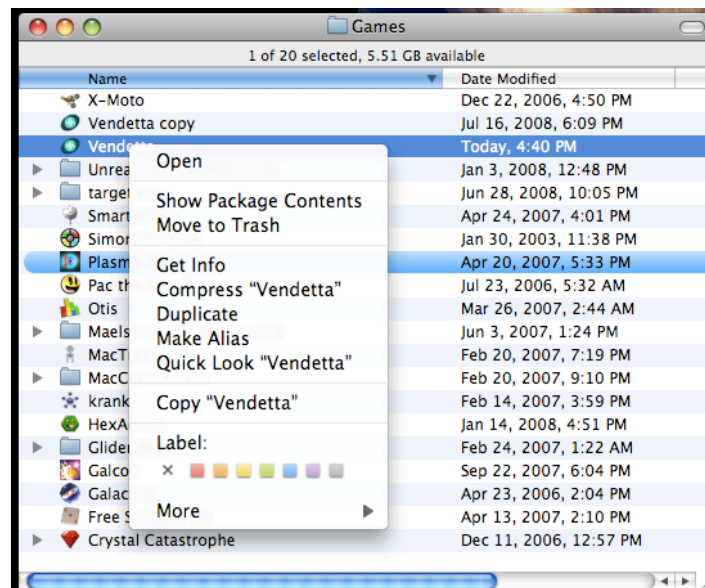 Games
1 of 20 selected, 5.51 GB available
Name Date Modified
X-Moto Dec 22, 2006, 4:50 PM
Vendetta copy Jul 16, 2008, 6:09 PM
Today, 4:40 PM
Jan 3, 2008, 12:48 PM
Jun 28, 2008, 10:05 PM
Apr 24, 2007, 4:01 PM
Jan 30, 2003, 11:38 PM
Apr 20, 2007, 5:33 PM
Pac Jul 23, 2006, 5:32 AM
Otis Mar 26, 2007, 2:44 AM
Jun 3, 2007, 1:24 PM
Feb 20, 2007, 7:19 PM
Feb 20, 2007, 9:10 PM
Feb 14, 2007, 3:59 PM
Jan 14, 2008, 4:51 PM
Feb 24, 2007, 1:22 AM
Sep 22, 2007, 6:04 PM
Apr 23, 2006, 2:04 PM
Free Apr 13, 2007, 2:10 PM
Crystal Catastrophe Dec 11, 2006, 12:57 PM
Open
Show Package Contents
Move to Trash
Get Info
Compress “Vendetta”
Duplicate
Make Alias
Quick Look “Vendetta”
Copy “Vendetta”
Label:
More